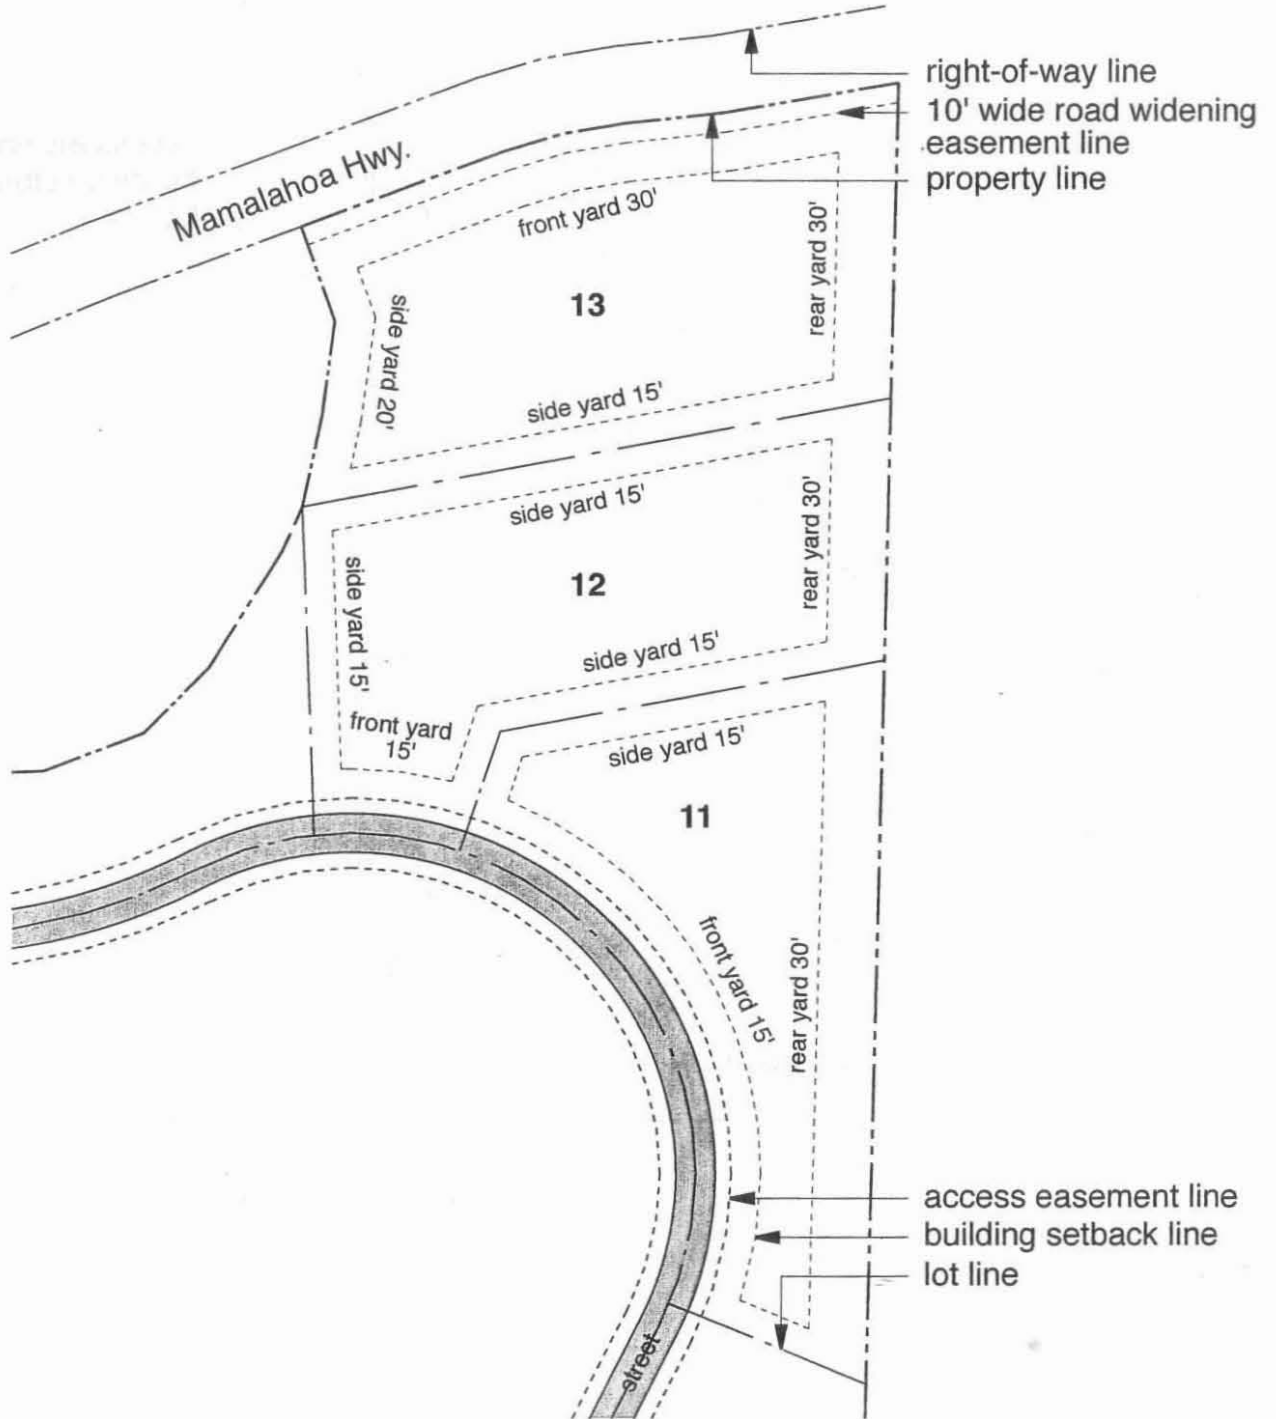 right-of-way line
10' wide road widening
easement line
property line
Mamalahoa Hwy.
front yard 30'
rear yard 30'
13
side yard 20'
side yard 15'
side yard 15'
rear yard 30'
12
side yard 15'
side yard 15'
front yard
15'
side yard 15'
11
front yard 15'
rear yard 30'
access easement line
building setback line
lot line
street